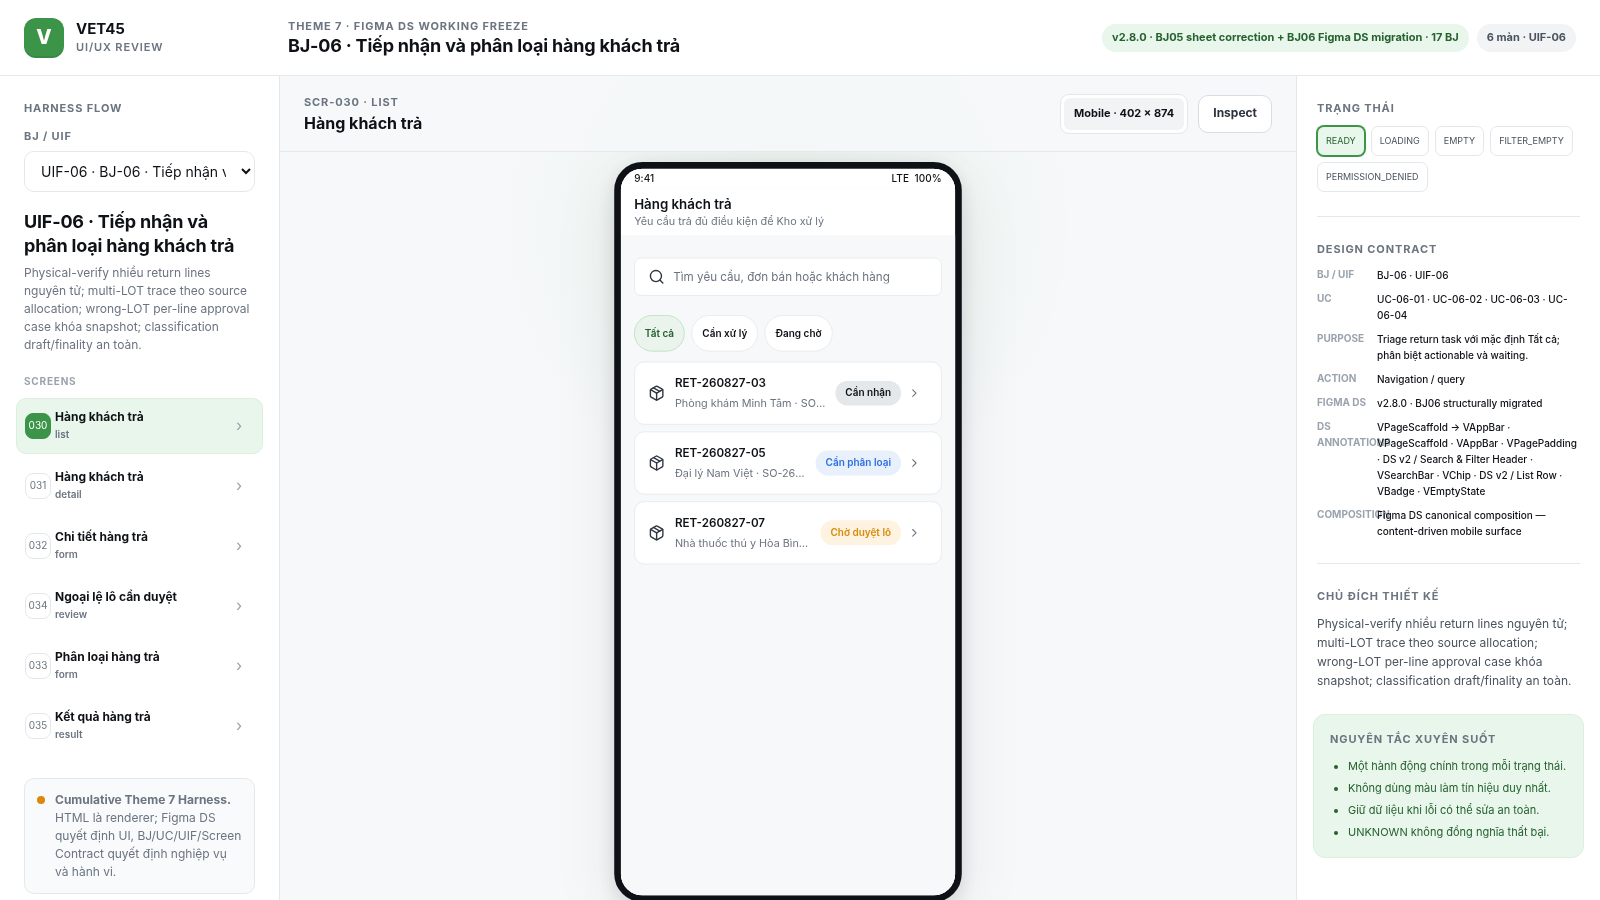 V
VET45
UI/UX REVIEW
THEME 7 · FIGMA DS WORKING FREEZE
BJ-06 · Tiếp nhận và phân loại hàng khách trả
v2.8.0 · BJ05 sheet correction + BJ06 Figma DS migration · 17 BJ
6 màn · UIF-06
HARNESS FLOW
BJ / UIF
UIF-06 · BJ-06 · Tiếp nhận v
UIF-06 · Tiếp nhận và
phân loại hàng khách trả
Physical-verify nhiều return lines
nguyên tử; multi-LOT trace theo source
allocation; wrong-LOT per-line approval
case khóa snapshot; classification
draft/finality an toàn.
SCREENS
030
Hàng khách trả
list
031
Hàng khách trả
detail
032
Chi tiết hàng trả
form
034
Ngoại lệ lô cần duyệt
review
033
Phân loại hàng trả
form
035
Kết quả hàng trả
result
Cumulative Theme 7 Harness.
HTML là renderer; Figma DS
quyết định UI, BJ/UC/UIF/Screen
Contract quyết định nghiệp vụ
và hành vi.
SCR-030 · LIST
Hàng khách trả
Mobile · 402 × 874
Inspect
9:41
LTE 100%
Hàng khách trả
Yêu cầu trả đủ điều kiện để Kho xử lý
Tìm yêu cầu, đơn bán hoặc khách hàng
Tất cả
Cần xử lý
Đang chờ
RET-260827-03
Phòng khám Minh Tâm · SO...
Cần nhận
RET-260827-05
Đại lý Nam Việt · SO-26...
Cần phân loại
RET-260827-07
Nhà thuốc thú y Hòa Bìn...
Chờ duyệt lô
TRẠNG THÁI
READY
LOADING
EMPTY
FILTER_EMPTY
PERMISSION_DENIED
DESIGN CONTRACT
BJ / UIF
BJ-06 · UIF-06
UC
UC-06-01 · UC-06-02 · UC-06-03 · UC-
06-04
PURPOSE
Triage return task với mặc định Tất cả;
phân biệt actionable và waiting.
ACTION
Navigation / query
FIGMA DS
v2.8.0 · BJ06 structurally migrated
DS
ANNOTATIONS
VPageScaffold → VAppBar ·
VPageScaffold · VAppBar · VPagePadding
· DS v2 / Search & Filter Header ·
VSearchBar · VChip · DS v2 / List Row ·
VBadge · VEmptyState
COMPOSITION
Figma DS canonical composition —
content-driven mobile surface
CHỦ ĐÍCH THIẾT KẾ
Physical-verify nhiều return lines nguyên tử;
multi-LOT trace theo source allocation;
wrong-LOT per-line approval case khóa
snapshot; classification draft/finality an toàn.
NGUYÊN TẮC XUYÊN SUỐT
• Một hành động chính trong mỗi trạng thái.
• Không dùng màu làm tín hiệu duy nhất.
• Giữ dữ liệu khi lỗi có thể sửa an toàn.
• UNKNOWN không đồng nghĩa thất bại.